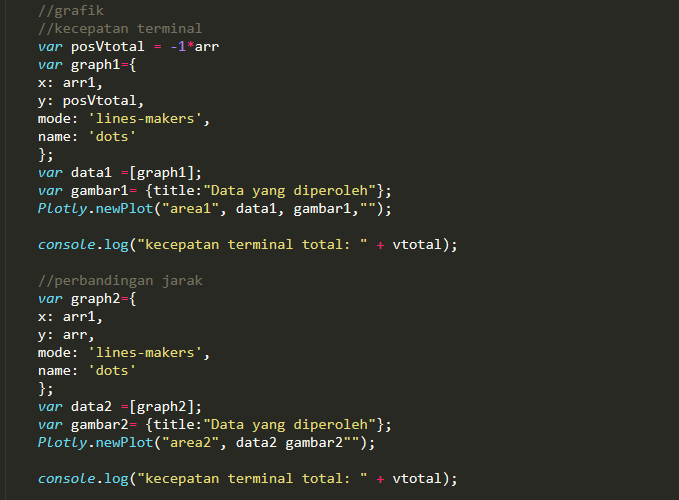 //grafik
//kecepatan terminal
var posVtotal = -1*arr
var graph1={
x: arr1,
y: posVtotal,
mode: 'lines-makers',
name: 'dots'
};
var data1 =[graph1];
var gambar1= {title:"Data yang diperoleh"};
Plotly.newPlot("area1", data1, gambar1,"");
console.log("kecepatan terminal total: " + vtotal);
//perbandingan jarak
var graph2={
x: arr1,
y: arr,
mode: 'lines-makers',
name: 'dots'
};
var data2 =[graph2];
var gambar2= {title:"Data yang diperoleh"};
Plotly.newPlot("area2", data2 gambar2"");
console.log("kecepatan terminal total: " + vtotal);